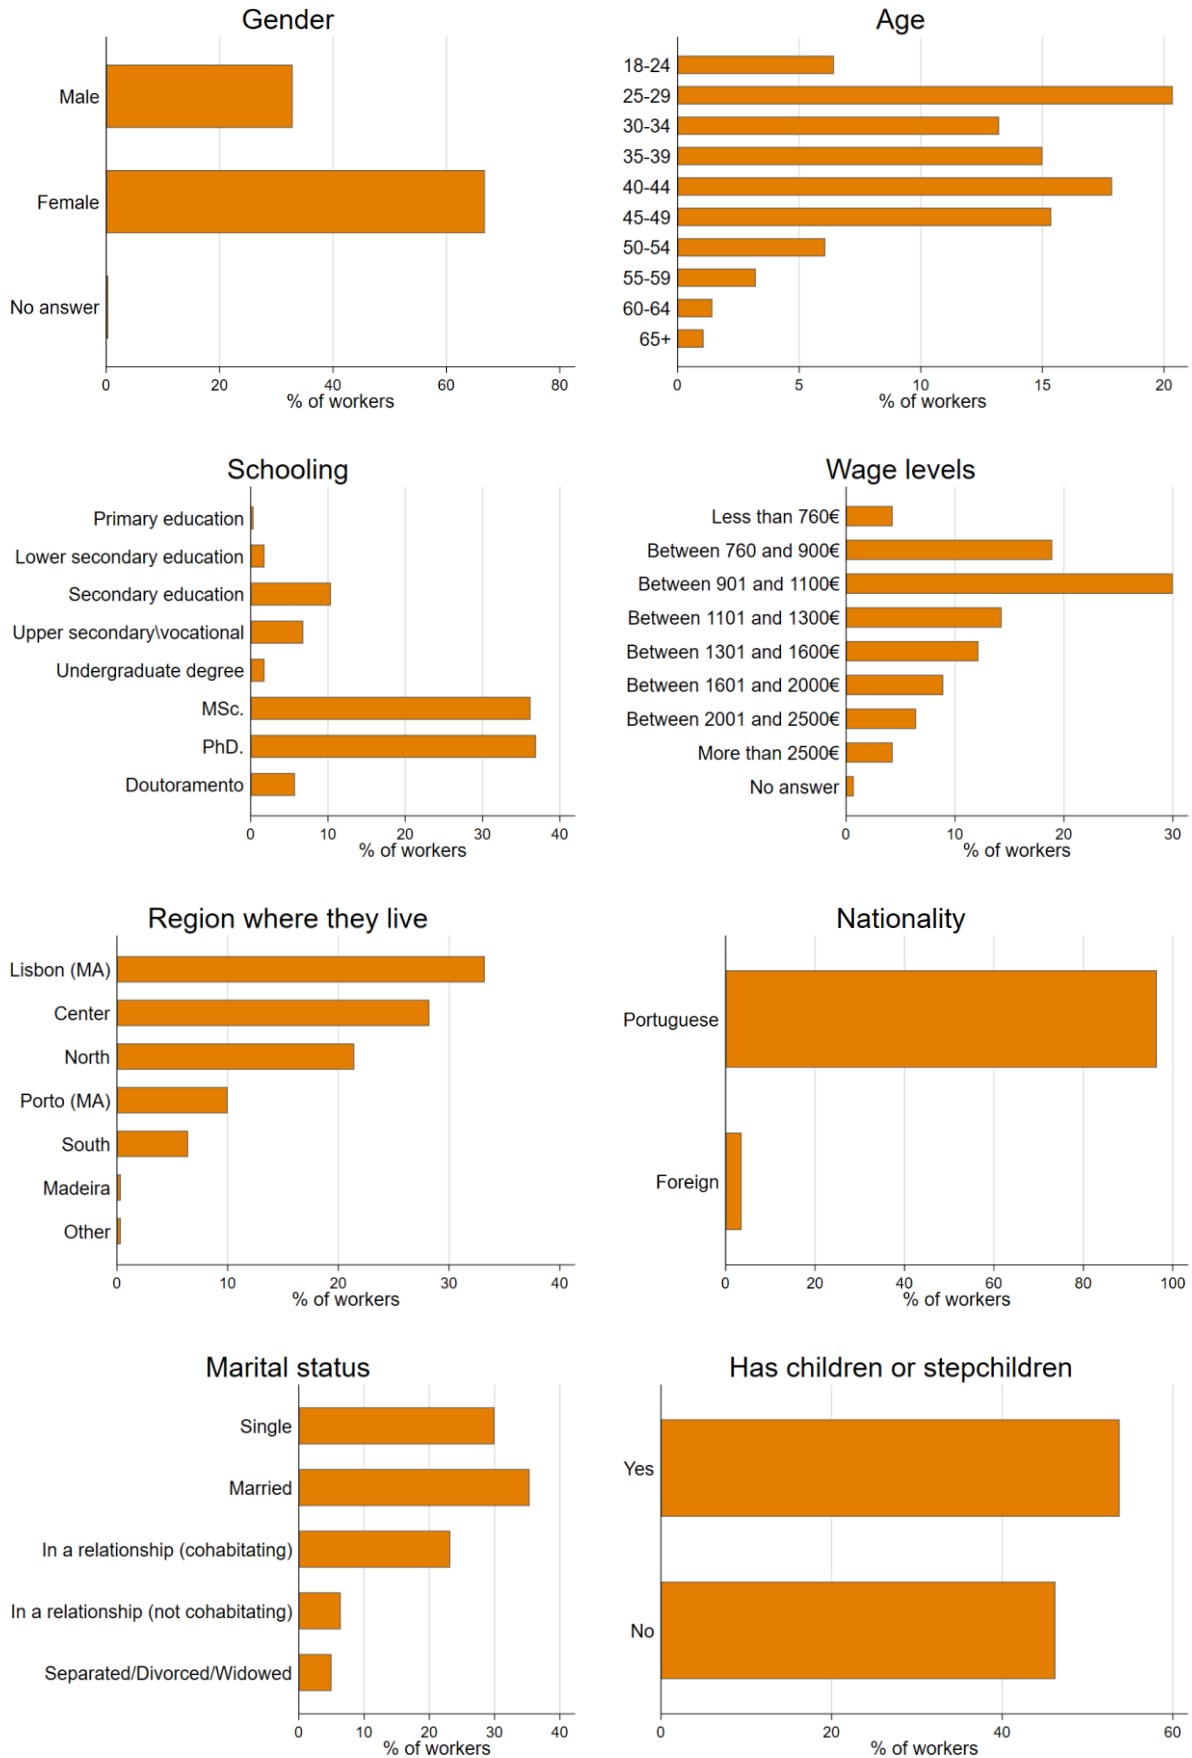 Gender
Male
Female
No answer
0 20 40 60 80
% of workers
Age
18-24
25-29
30-34
35-39
40-44
45-49
50-54
55-59
60-64
65+
0 5 10 15 20
% of workers
Schooling
Primary education
Lower secondary education
Secondary education
Upper secondary\vocational
Undergraduate degree
MSc.
PhD.
Doutoramento
0 10 20 30 40
% of workers
Wage levels
Less than 760€
Between 760 and 900€
Between 901 and 1100€
Between 1101 and 1300€
Between 1301 and 1600€
Between 1601 and 2000€
Between 2001 and 2500€
More than 2500€
No answer
0 10 20 30
% of workers
Region where they live
Lisbon (MA)
Center
North
Porto (MA)
South
Madeira
Other
0 10 20 30 40
% of workers
Nationality
Portuguese
Foreign
0 20 40 60 80 100
% of workers
Marital status
Single
Married
In a relationship (cohabitating)
In a relationship (not cohabitating)
Separated/Divorced/Widowed
0 10 20 30 40
% of workers
Has children or stepchildren
Yes
No
0 20 40 60
% of workers